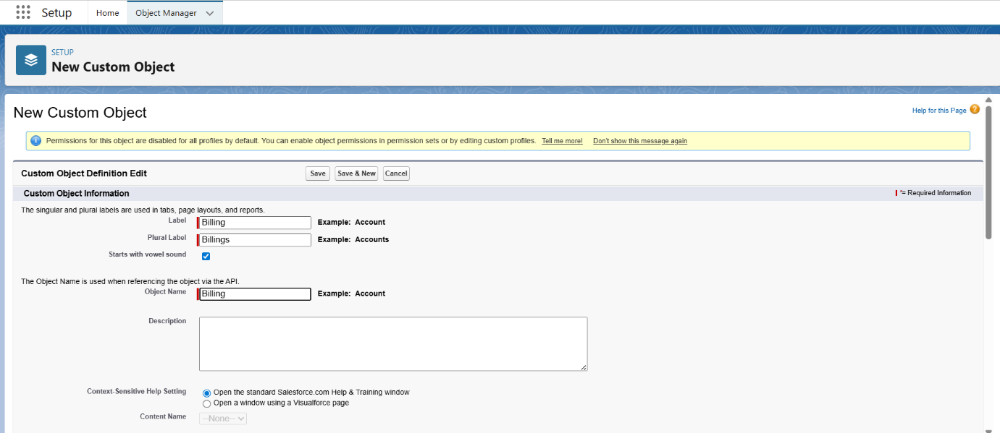 Setup Home Object Manager
SETUP
New Custom Object
New Custom Object
Help for this Page ?
i Permissions for this object are disabled for all profiles by default. You can enable object permissions in permission sets or by editing custom profiles. Tell me more! Don't show this message again
Custom Object Definition Edit Save Save & New Cancel
Custom Object Information *= Required Information
The singular and plural labels are used in tabs, page layouts, and reports.
Label Billing Example: Account
Plural Label Billings Example: Accounts
Starts with vowel sound
The Object Name is used when referencing the object via the API.
Object Name Billing Example: Account
Description
Context-Sensitive Help Setting Open the standard Salesforce.com Help & Training window
Open a window using a Visualforce page
Content Name --None--